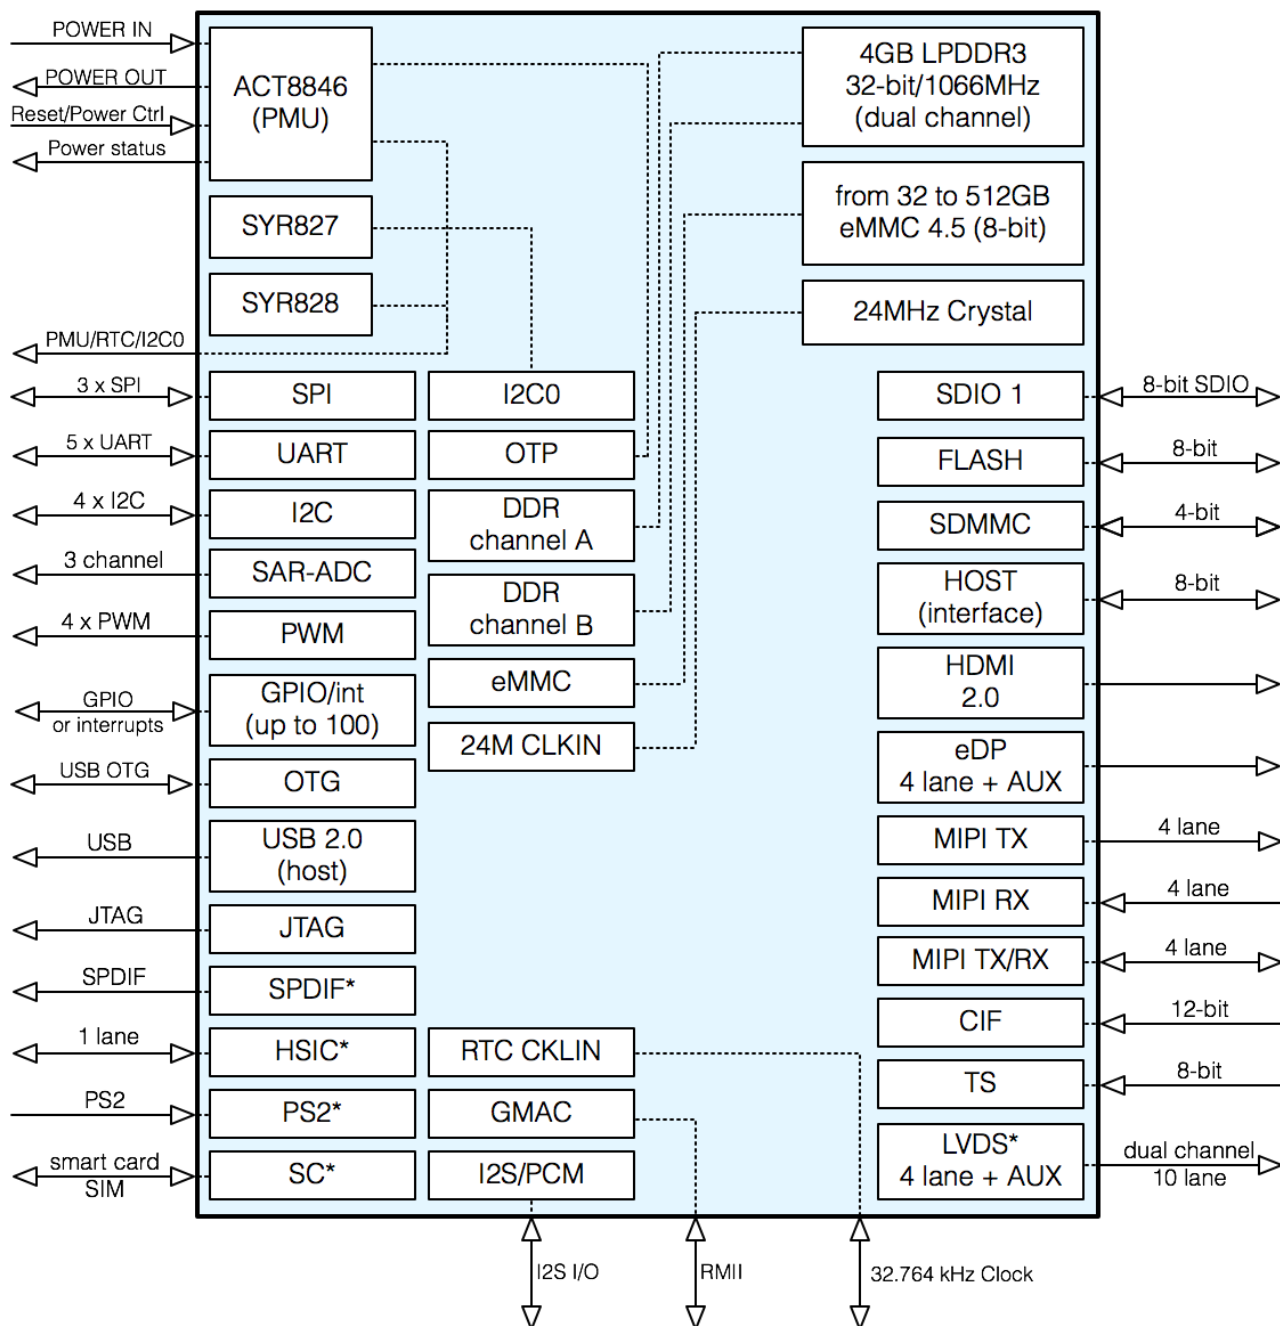 POWER IN
POWER OUT
Reset/Power Ctrl
Power status
ACT8846
(PMU)
SYR827
SYR828
4GB LPDDR3
32-bit/1066MHz
(dual channel)
from 32 to 512GB
eMMC 4.5 (8-bit)
24MHz Crystal
PMU/RTC/I2C0
3 x SPI
SPI
5 x UART
UART
4 x I2C
I2C
3 channel
SAR-ADC
4 x PWM
PWM
GPIO
or interrupts
GPIO/int
(up to 100)
USB OTG
OTG
USB
USB 2.0
(host)
JTAG
JTAG
SPDIF
SPDIF*
1 lane
HSIC*
PS2
PS2*
smart card
SIM
SC*
I2C0
OTP
DDR
channel A
DDR
channel B
eMMC
24M CLKIN
RTC CKLIN
GMAC
I2S/PCM
SDIO 1
8-bit SDIO
FLASH
8-bit
SDMMC
4-bit
HOST
(interface)
8-bit
HDMI
2.0
eDP
4 lane + AUX
MIPI TX
4 lane
MIPI RX
4 lane
MIPI TX/RX
4 lane
CIF
12-bit
TS
8-bit
LVDS*
4 lane + AUX
dual channel
10 lane
I2S I/O
RMII
32.764 kHz Clock